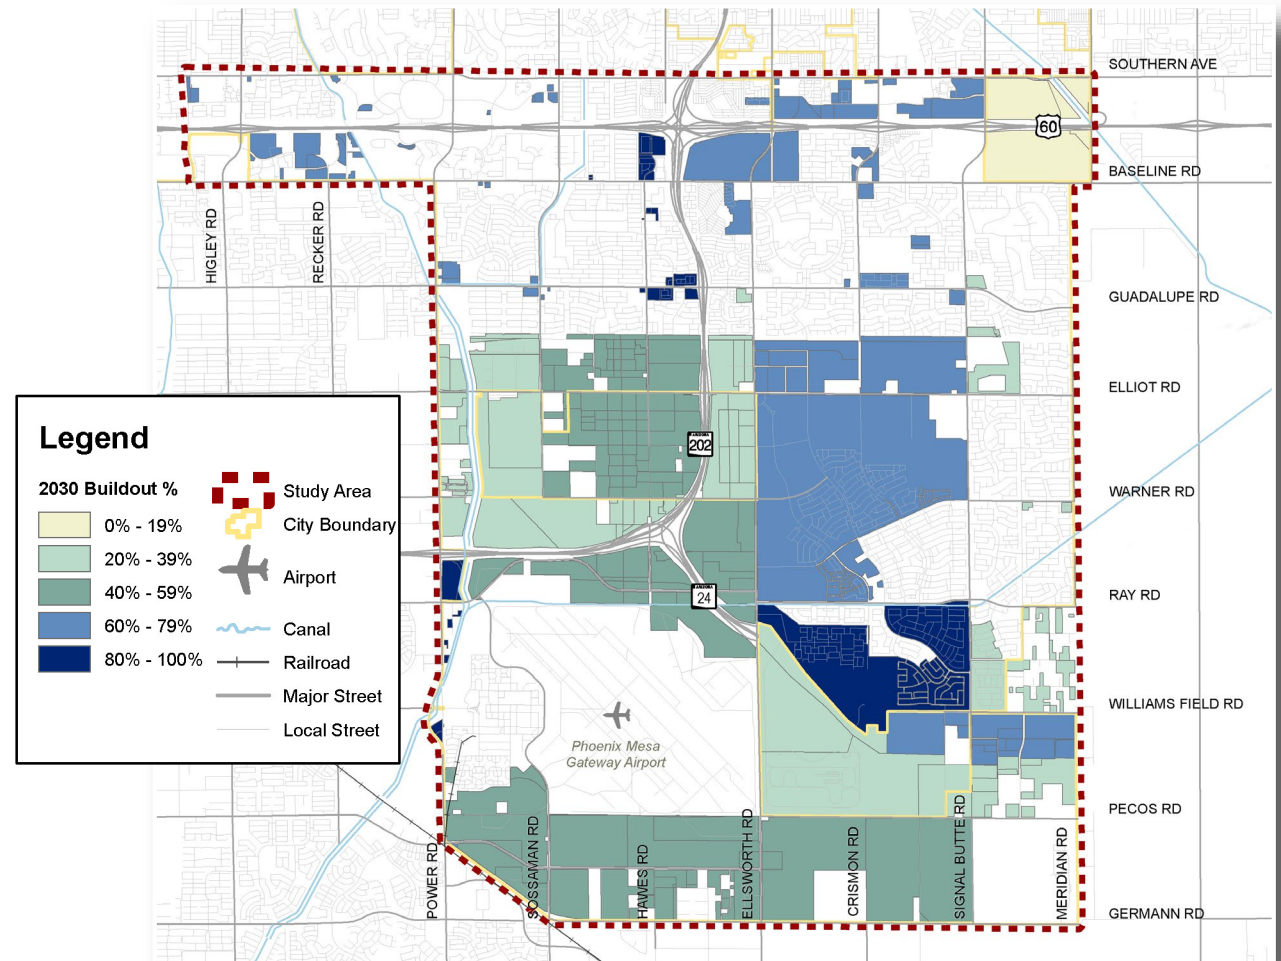 SOUTHERN AVE
60
BASELINE RD
HIGLEY RD
RECKER RD
GUADALUPE RD
ELLIOT RD
Legend
2030 Buildout %
0% - 19%
20% - 39%
40% - 59%
60% - 79%
80% - 100%
Study Area
City Boundary
Airport
Canal
Railroad
Major Street
Local Street
ARIZONA
202
WARNER RD
ARIZONA
24
RAY RD
WILLIAMS FIELD RD
Phoenix Mesa
Gateway Airport
PECOS RD
POWER RD
SOSSAMAN RD
HAWES RD
ELLSWORTH RD
CRISMON RD
SIGNAL BUTTE RD
MERIDIAN RD
GERMANN RD